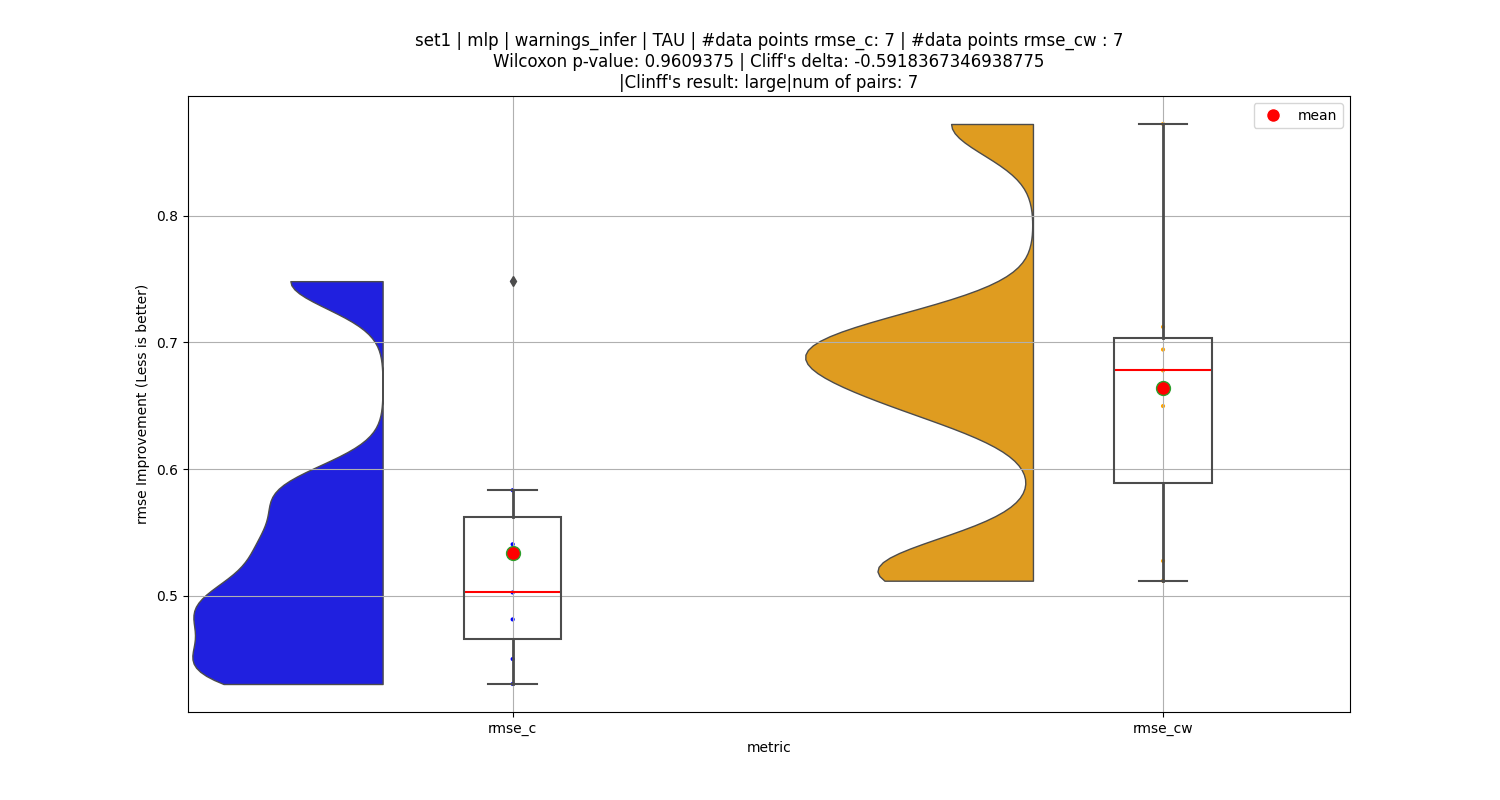 set1 | mlp | warnings_infer | TAU | #data points rmse_c: 7 | #data points rmse_cw : 7
Wilcoxon p-value: 0.9609375 | Cliff's delta: -0.5918367346938775
|Clinff's result: large|num of pairs: 7
mean
0.8
0.7
0.6
0.5
rmse Improvement (Less is better)
rmse_c
rmse_cw
metric